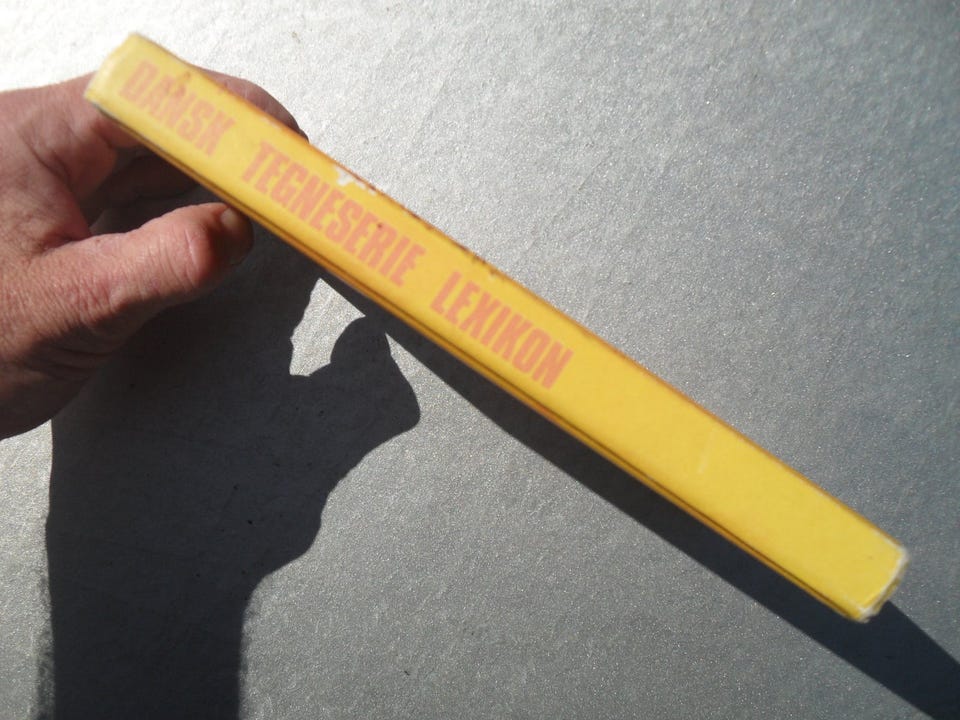 DANSK TEGNESERIE LEXIKON